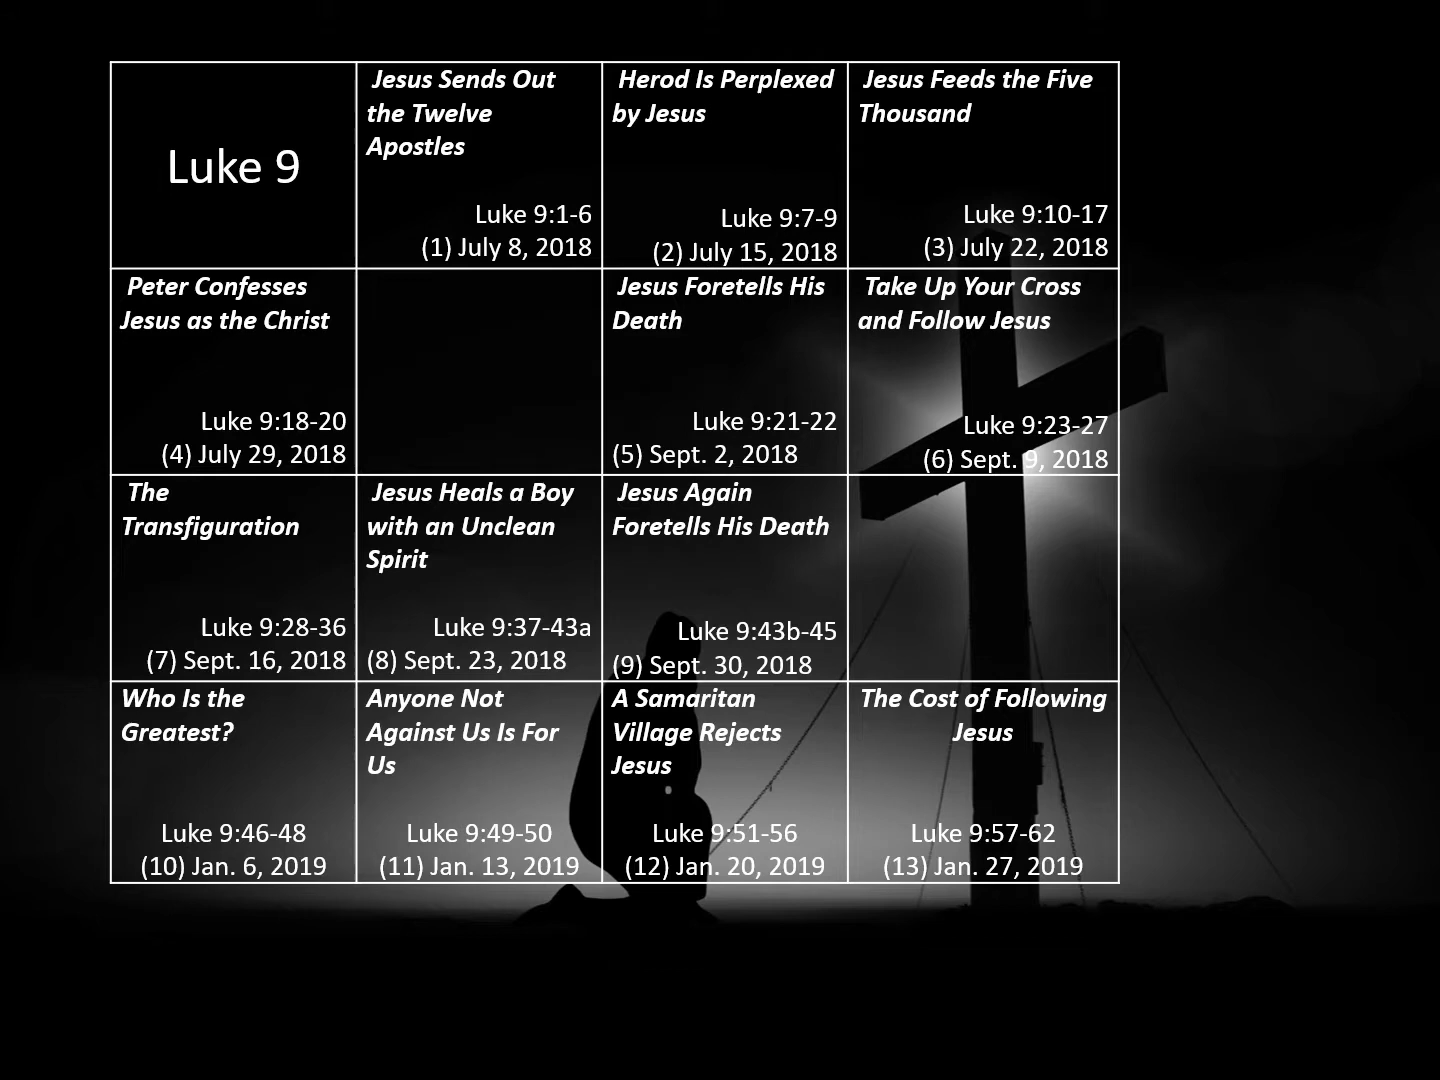 Luke 9
Jesus Sends Out
the Twelve
Apostles
Luke 9:1-6
(1) July 8, 2018
Herod Is Perplexed
by Jesus
Luke 9:7-9
(2) July 15, 2018
Jesus Feeds the Five
Thousand
Luke 9:10-17
(3) July 22, 2018
Peter Confesses
Jesus as the Christ
Luke 9:18-20
(4) July 29, 2018
Jesus Foretells His
Death
Luke 9:21-22
(5) Sept. 2, 2018
Take Up Your Cross
and Follow Jesus
Luke 9:23-27
(6) Sept. 9, 2018
The
Transfiguration
Luke 9:28-36
(7) Sept. 16, 2018
Jesus Heals a Boy
with an Unclean
Spirit
Luke 9:37-43a
(8) Sept. 23, 2018
Jesus Again
Foretells His Death
Luke 9:43b-45
(9) Sept. 30, 2018
Who Is the
Greatest?
Luke 9:46-48
(10) Jan. 6, 2019
Anyone Not
Against Us Is For
Us
Luke 9:49-50
(11) Jan. 13, 2019
A Samaritan
Village Rejects
Jesus
Luke 9:51-56
(12) Jan. 20, 2019
The Cost of Following
Jesus
Luke 9:57-62
(13) Jan. 27, 2019